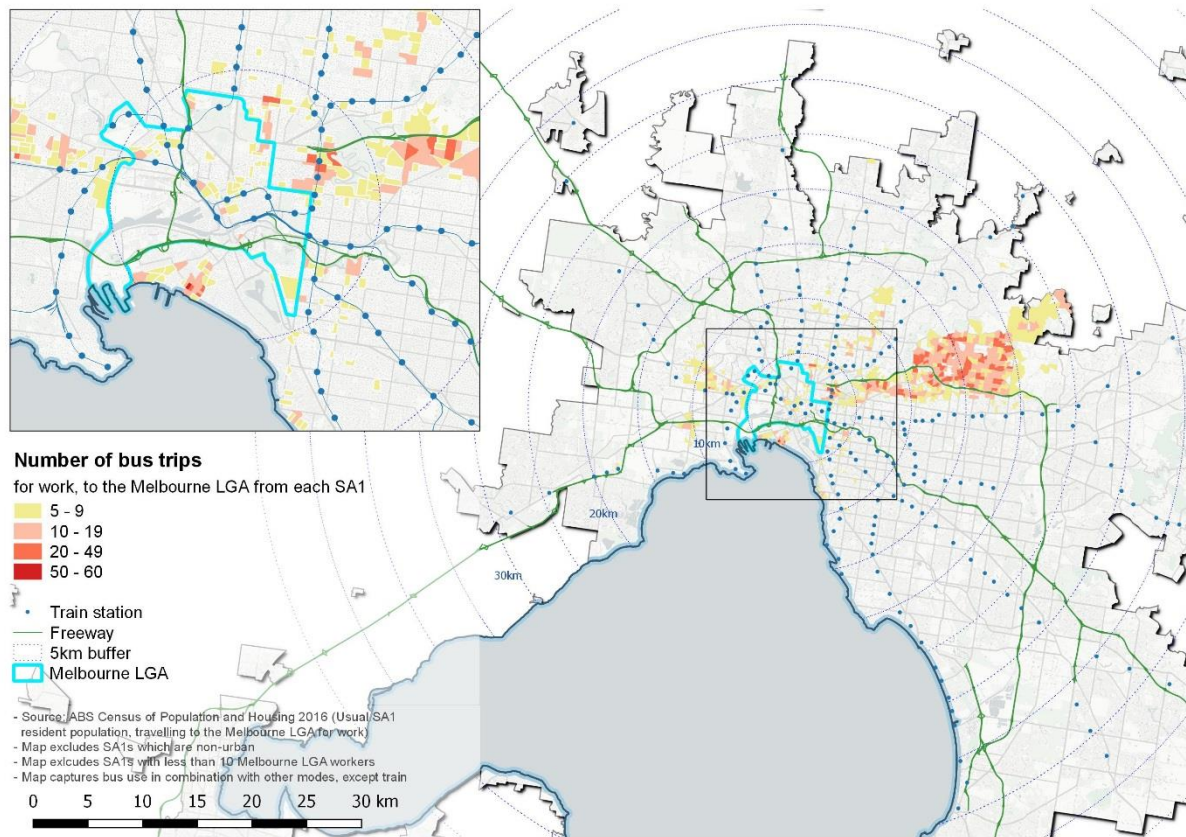 Number of bus trips
for work, to the Melbourne LGA from each SA1
5 - 9
10 - 19
20 - 49
50 - 60
Train station
Freeway
5km buffer
Melbourne LGA
- Source: ABS Census of Population and Housing 2016 (Usual SA1
resident population, travelling to the Melbourne LGA for work)
- Map excludes SA1s which are non-urban
- Map exlcudes SA1s with less than 10 Melbourne LGA workers
- Map captures bus use in combination with other modes, except train
0 5 10 15 20 25 30 km
10km
20km
30km